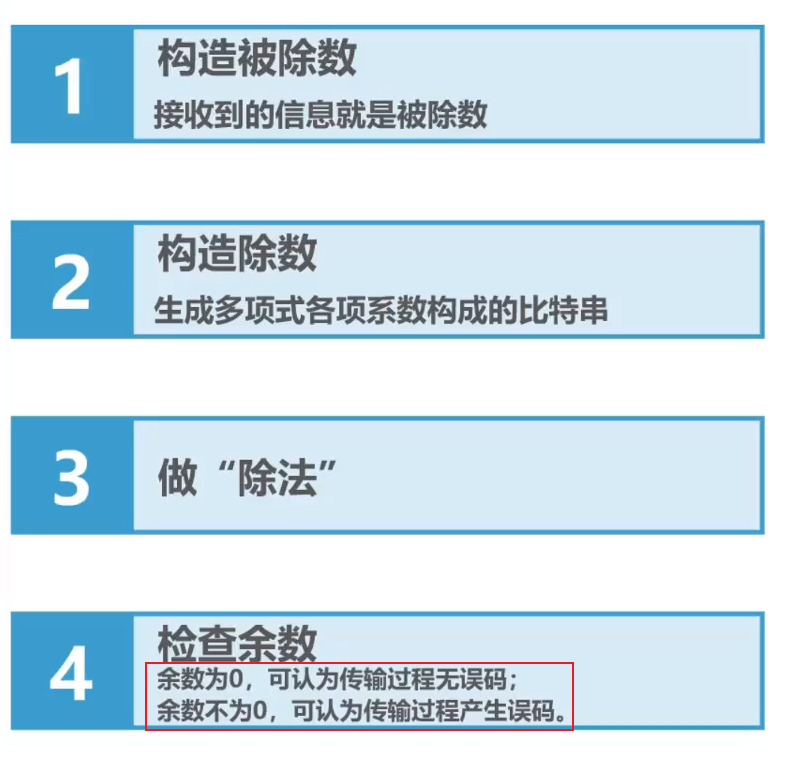 1
构造被除数
接收到的信息就是被除数
2
构造除数
生成多项式各项系数构成的比特串
3
做“除法”
4
检查余数
余数为0，可认为传输过程无误码；
余数不为0，可认为传输过程产生误码。